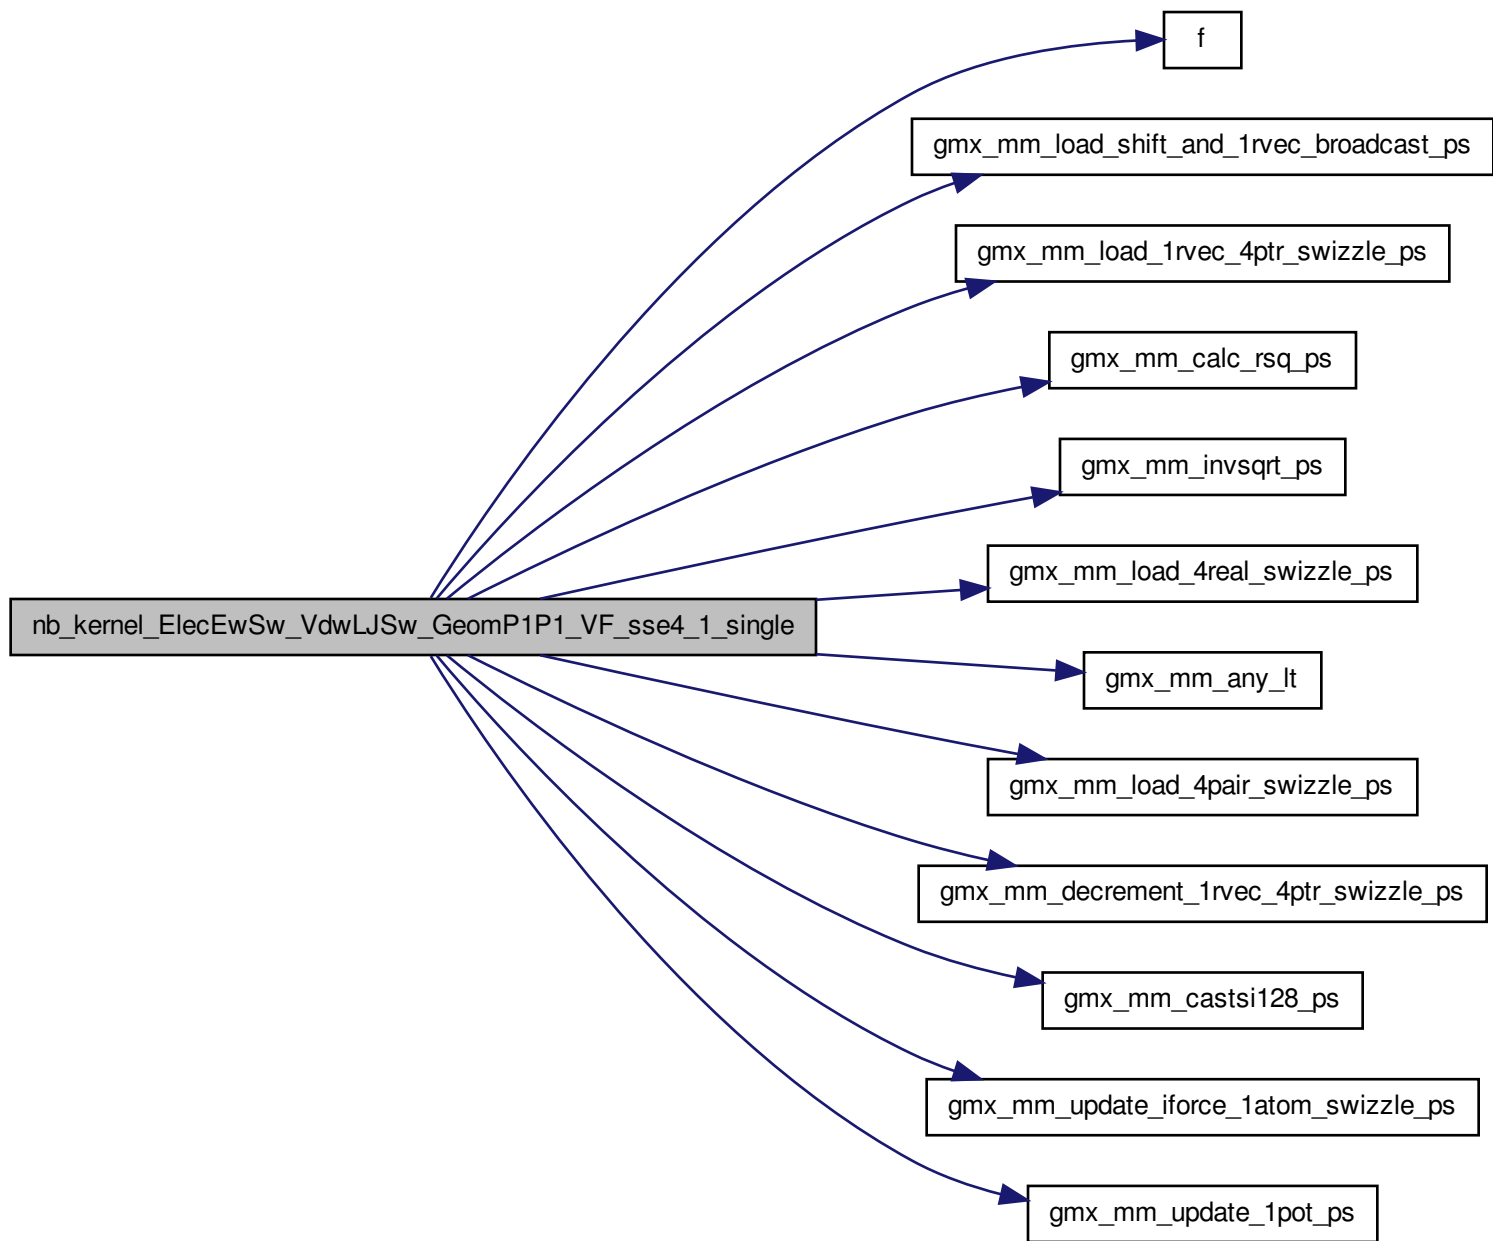 f
gmx_mm_load_shift_and_1rvec_broadcast_ps
gmx_mm_load_1rvec_4ptr_swizzle_ps
gmx_mm_calc_rsq_ps
gmx_mm_invsqrt_ps
gmx_mm_load_4real_swizzle_ps
nb_kernel_ElecEwSw_VdwLJSw_GeomP1P1_VF_sse4_1_single
gmx_mm_any_lt
gmx_mm_load_4pair_swizzle_ps
gmx_mm_decrement_1rvec_4ptr_swizzle_ps
gmx_mm_castsi128_ps
gmx_mm_update_iforce_1atom_swizzle_ps
gmx_mm_update_1pot_ps